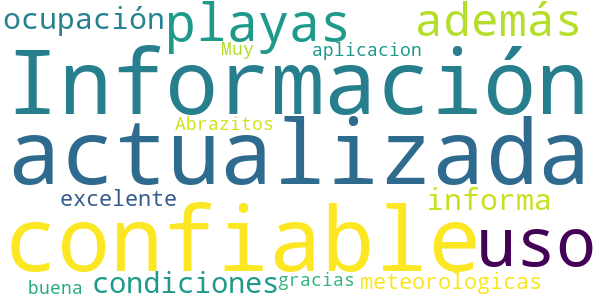 ocupación playas además
Muy aplicacion
Información
Abrazitos
actualizada
excelente informa
confiable uso
buena condiciones gracias meteorologicas